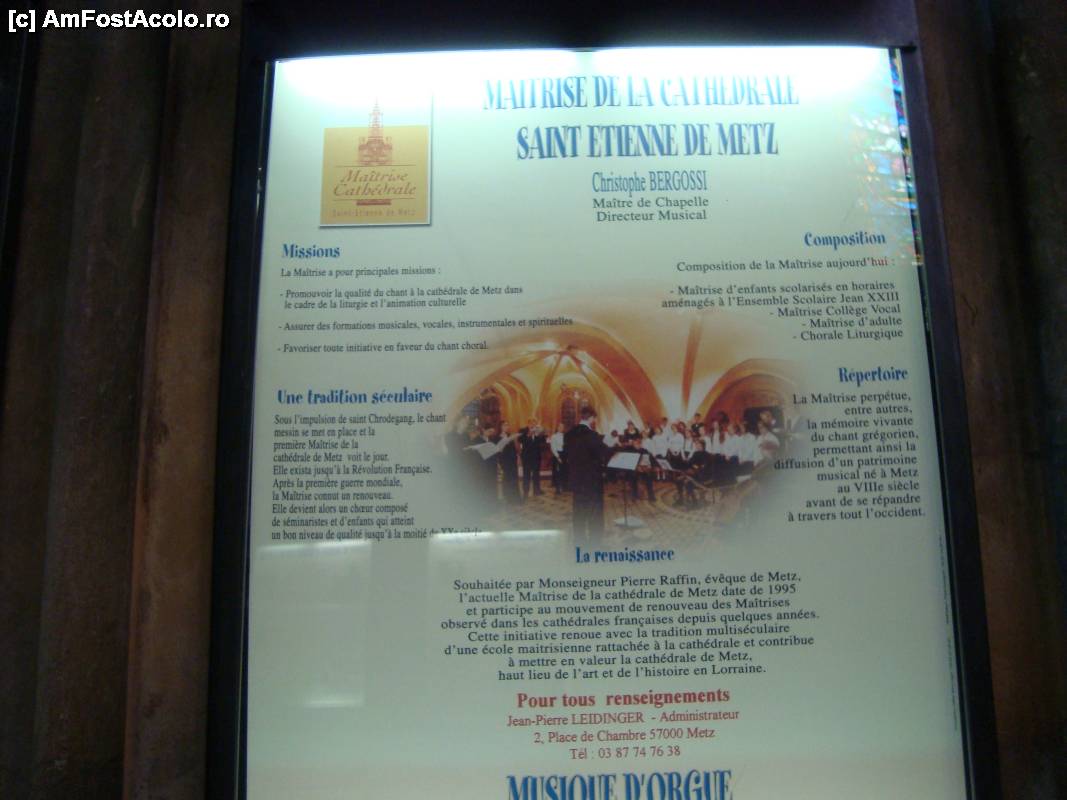 [c] AmFostAcolo.ro
MAITRISE DE LA CATHEDRALE
SAINT ETIENNE DE METZ
Christophe BERGOSSI
Maître de Chapelle
Directeur Musical
Maîtrise
Cathédrale
Saint-Etienne de Metz
Missions
La Maîtrise a pour principales missions :
- Promouvoir la qualité du chant à la cathédrale de Metz dans
le cadre de la liturgie et l'animation culturelle
- Assurer des formations musicales, vocales, instrumentales et spirituelles
- Favoriser toute initiative en faveur du chant choral.
Composition
Composition de la Maîtrise aujourd'hui :
- Maîtrise d'enfants scolarisés en horaires
aménagés à l'Ensemble Scolaire Jean XXIII
- Maîtrise Collège Vocal
- Maîtrise d'adulte
- Chorale Liturgique
Une tradition séculaire
Sous l'impulsion de saint Chrodegang, le chant
messin se met en place et la
première Maîtrise de la
cathédrale de Metz voit le jour.
Elle exista jusqu'à la Révolution Française.
Après la première guerre mondiale,
la Maîtrise connut un renouveau.
Elle devient alors un chœur composé
de séminaristes et d'enfants qui atteint
un bon niveau de qualité jusqu'à la moitié du XXe siècle
Répertoire
La Maîtrise perpétue,
entre autres,
la mémoire vivante
du chant grégorien,
permettant ainsi la
diffusion d'un patrimoine
musical né à Metz
au VIIIe siècle
avant de se répandre
à travers tout l'occident.
La renaissance
Souhaitée par Monseigneur Pierre Raffin, évêque de Metz,
l'actuelle Maîtrise de la cathédrale de Metz date de 1995
et participe au mouvement de renouveau des Maîtrises
observé dans les cathédrales françaises depuis quelques années.
Cette initiative renoue avec la tradition multiséculaire
d'une école maitrisienne rattachée à la cathédrale et contribue
à mettre en valeur la cathédrale de Metz,
haut lieu de l'art et de l'histoire en Lorraine.
Pour tous renseignements
Jean-Pierre LEIDINGER - Administrateur
2, Place de Chambre 57000 Metz
Tél : 03 87 74 76 38
MUSIQUE D'ORGUE